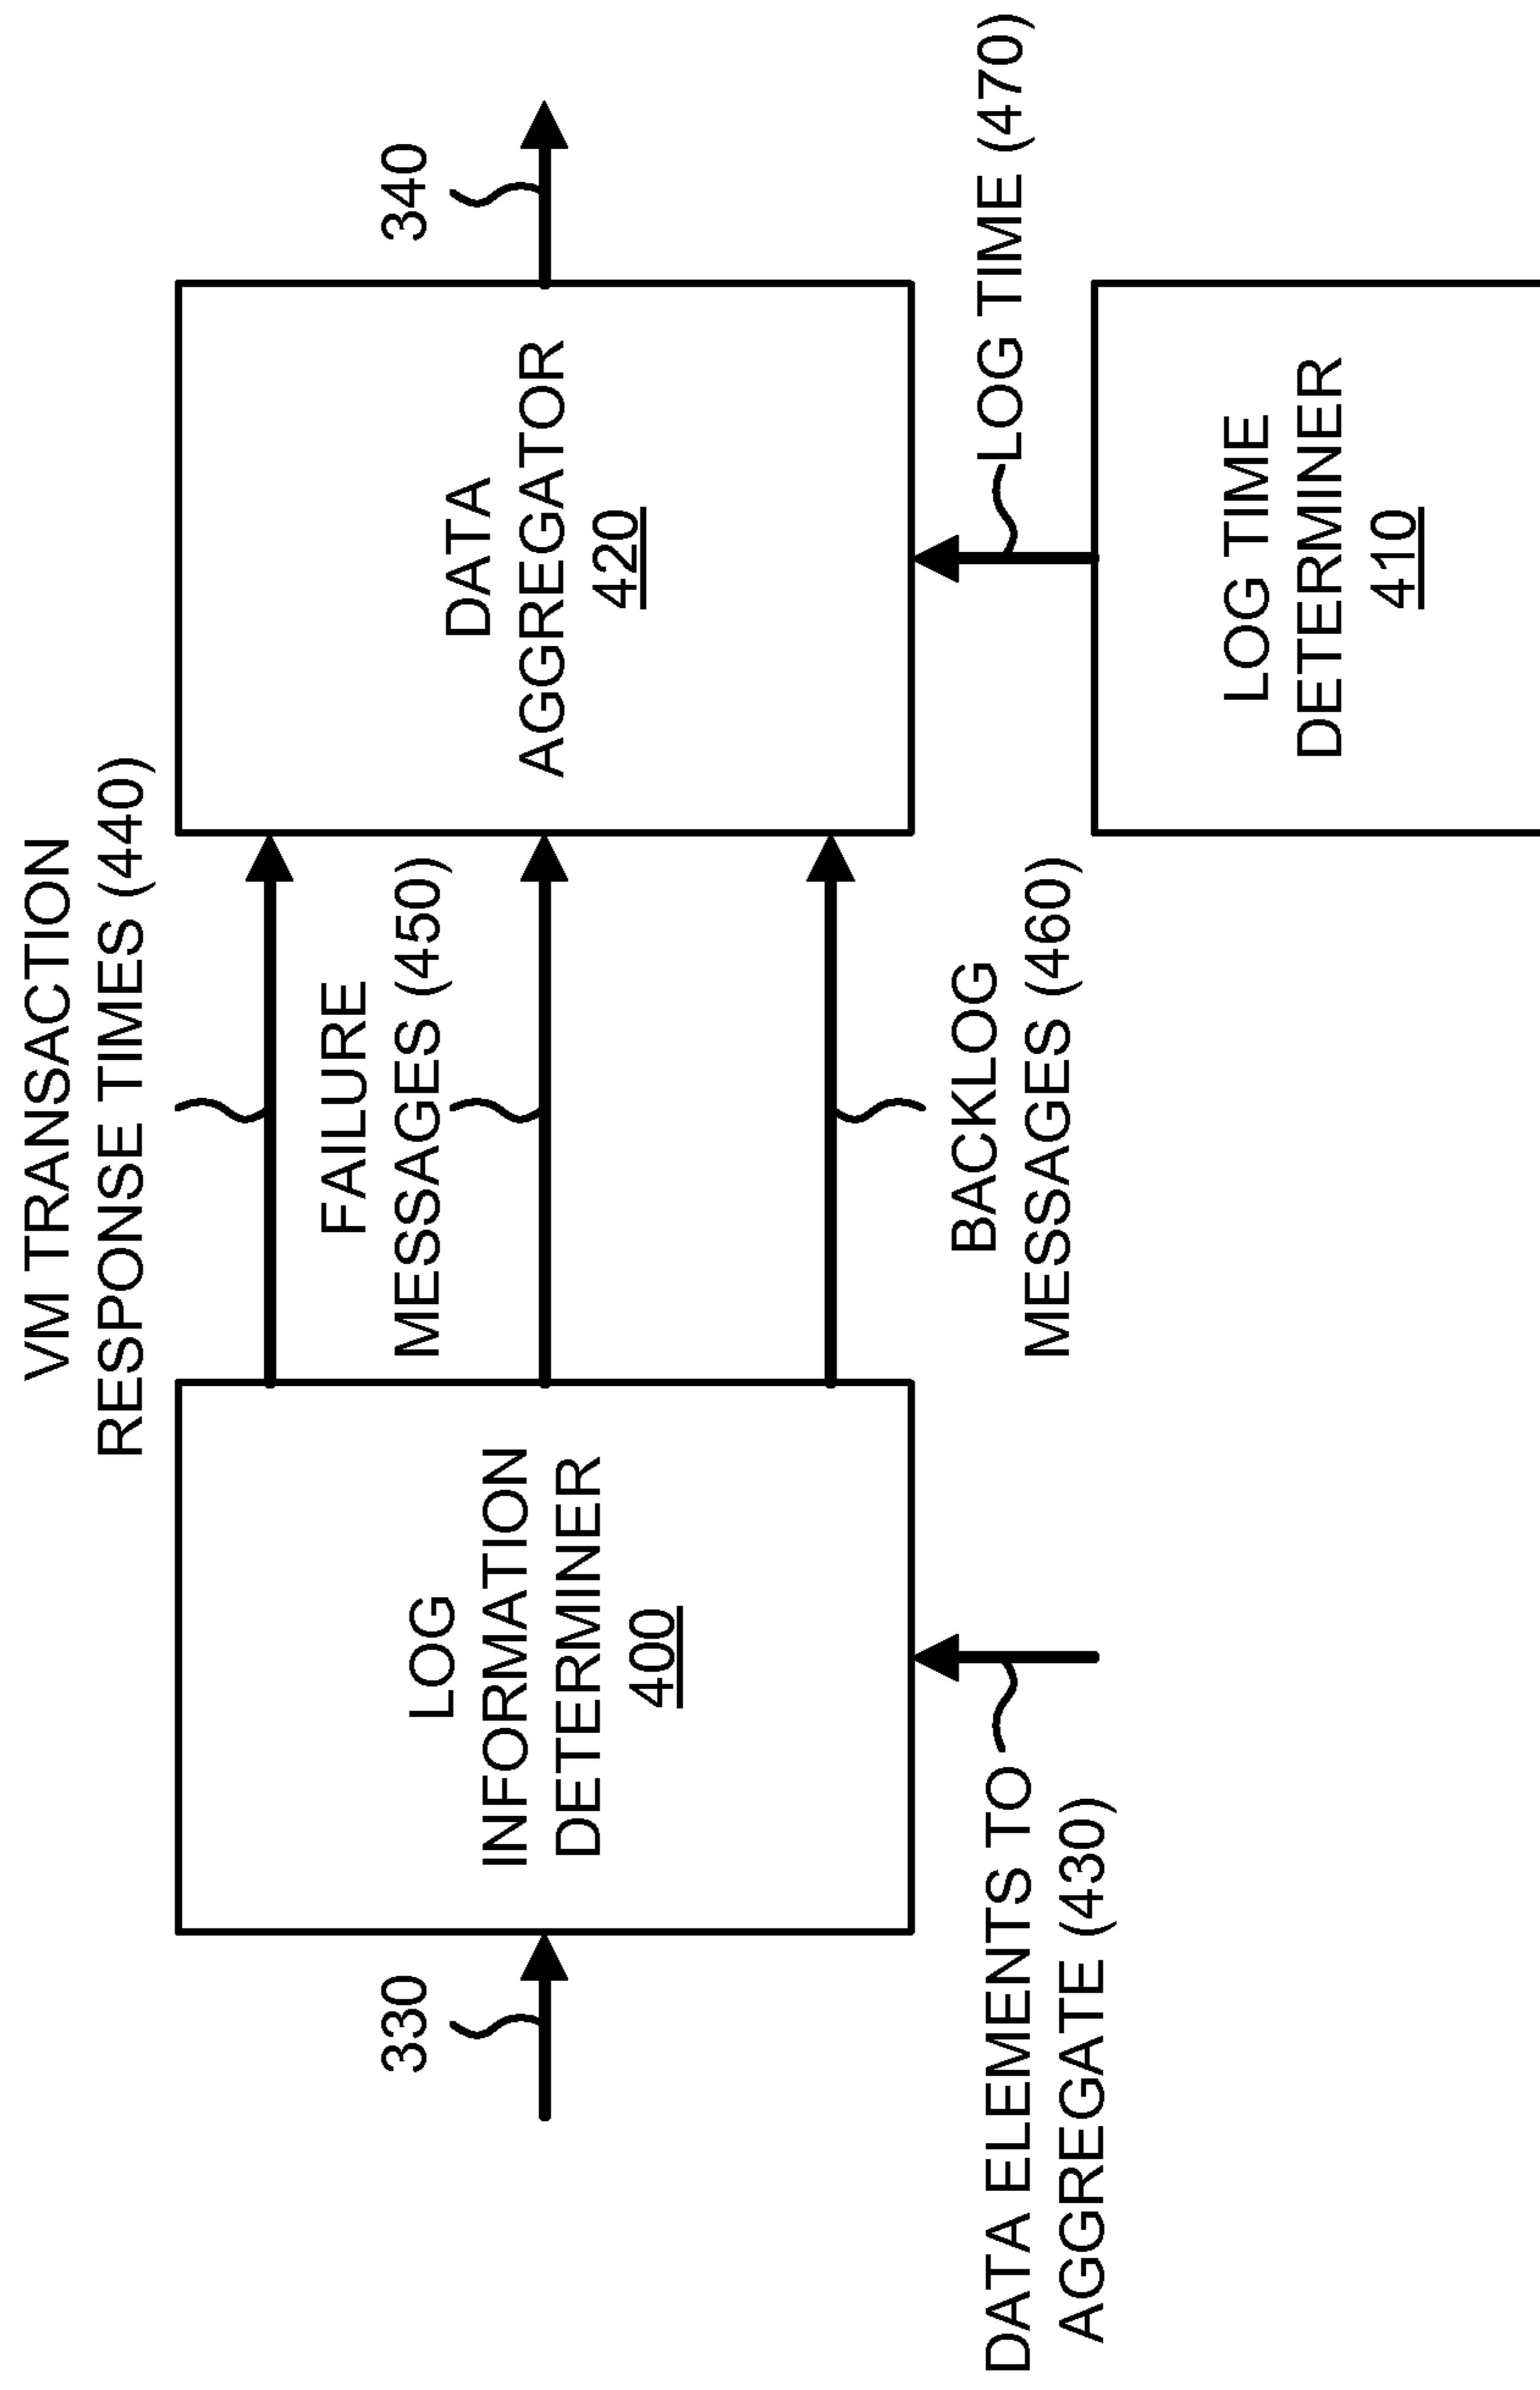 VM TRANSACTION
RESPONSE TIMES (440)
330
LOG
INFORMATION
DETERMINER
400
FAILURE
MESSAGES (450)
DATA
AGGREGATOR
420
340
DATA ELEMENTS TO
AGGREGATE (430)
BACKLOG
MESSAGES (460)
LOG TIME (470)
LOG TIME
DETERMINER
410